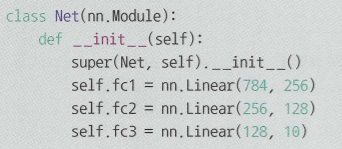 class Net(nn.Module):
    def __init__(self):
        super(Net, self).__init__()
        self.fc1 = nn.Linear(784, 256)
        self.fc2 = nn.Linear(256, 128)
        self.fc3 = nn.Linear(128, 10)